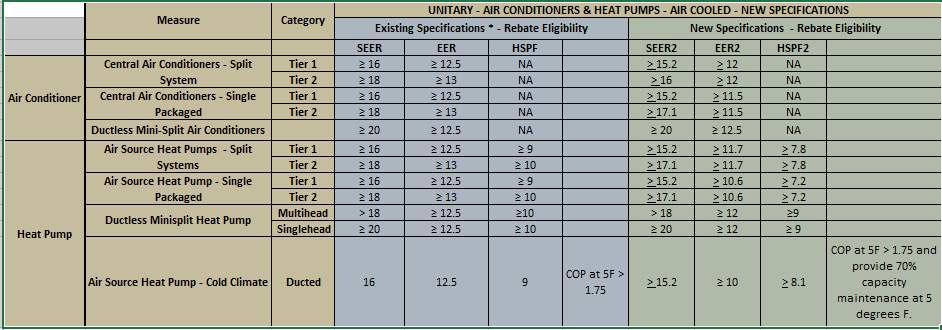 UNITARY - AIR CONDITIONERS & HEAT PUMPS - AIR COOLED - NEW SPECIFICATIONS
Measure Category Existing Specifications * - Rebate Eligibility New Specifications - Rebate Eligibility
SEER EER HSPF SEER2 EER2 HSPF2
Air Conditioner
Central Air Conditioners - Split System
Tier 1 ≥ 16 ≥ 12.5 NA ≥15.2 ≥ 12 NA
Tier 2 ≥ 18 ≥ 13 NA ≥16 ≥12 NA
Central Air Conditioners - Single Packaged
Tier 1 ≥ 16 ≥ 12.5 NA ≥15.2 ≥ 11.5 NA
Tier 2 ≥ 18 ≥ 13 NA ≥17.1 ≥ 11.5 NA
Ductless Mini-Split Air Conditioners ≥ 20 ≥ 12.5 NA ≥ 20 ≥ 12.5 NA
Heat Pump
Air Source Heat Pumps - Split Systems
Tier 1 ≥ 16 ≥ 12.5 ≥ 9 ≥15.2 ≥ 11.7 ≥ 7.8
Tier 2 ≥ 18 ≥ 13 ≥ 10 ≥17.1 ≥ 11.7 ≥ 7.8
Air Source Heat Pump - Single Packaged
Tier 1 ≥ 16 ≥ 12.5 ≥ 9 ≥15.2 ≥ 10.6 ≥ 7.2
Tier 2 ≥ 18 ≥ 13 ≥ 10 ≥17.1 ≥ 10.6 ≥ 7.2
Ductless Minisplit Heat Pump
Multihead > 18 ≥ 12.5 ≥10 > 18 ≥ 12 ≥9
Singlehead ≥ 20 ≥ 12.5 ≥ 10 ≥ 20 ≥ 12 ≥ 9
Air Source Heat Pump - Cold Climate Ducted 16 12.5 9
COP at 5F >
1.75
≥15.2 ≥ 10 ≥ 8.1
COP at 5F > 1.75 and
provide 70%
capacity
maintenance at 5
degrees F.